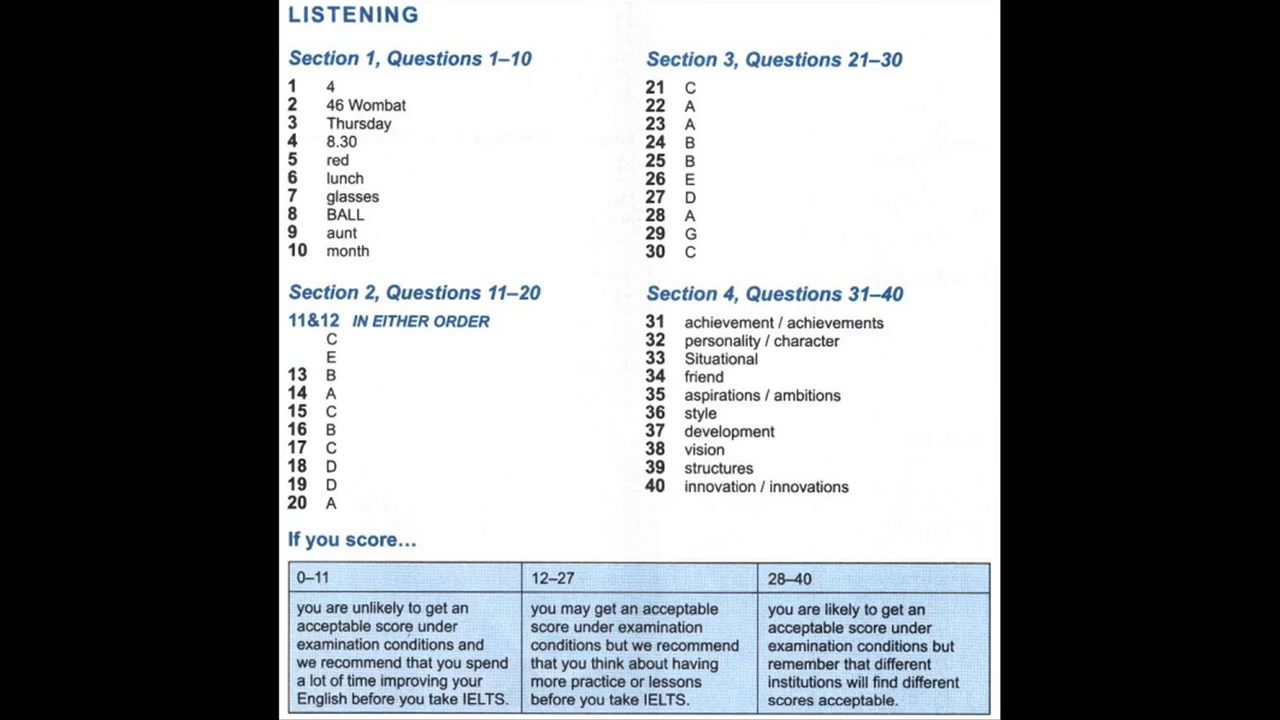 LISTENING
Section 1, Questions 1–10
1 4
2 46 Wombat
3 Thursday
4 8.30
5 red
6 lunch
7 glasses
8 BALL
9 aunt
10 month
Section 2, Questions 11–20
11&12 IN EITHER ORDER
C
E
13 B
14 A
15 C
16 B
17 C
18 D
19 D
20 A
Section 3, Questions 21–30
21 C
22 A
23 A
24 B
25 B
26 E
27 D
28 A
29 G
30 C
Section 4, Questions 31–40
31 achievement / achievements
32 personality / character
33 Situational
34 friend
35 aspirations / ambitions
36 style
37 development
38 vision
39 structures
40 innovation / innovations
If you score…
0–11
you are unlikely to get an
acceptable score under
examination conditions and
we recommend that you spend
a lot of time improving your
English before you take IELTS.
12–27
you may get an acceptable
score under examination
conditions but we recommend
that you think about having
more practice or lessons
before you take IELTS.
28–40
you are likely to get an
acceptable score under
examination conditions but
remember that different
institutions will find different
scores acceptable.